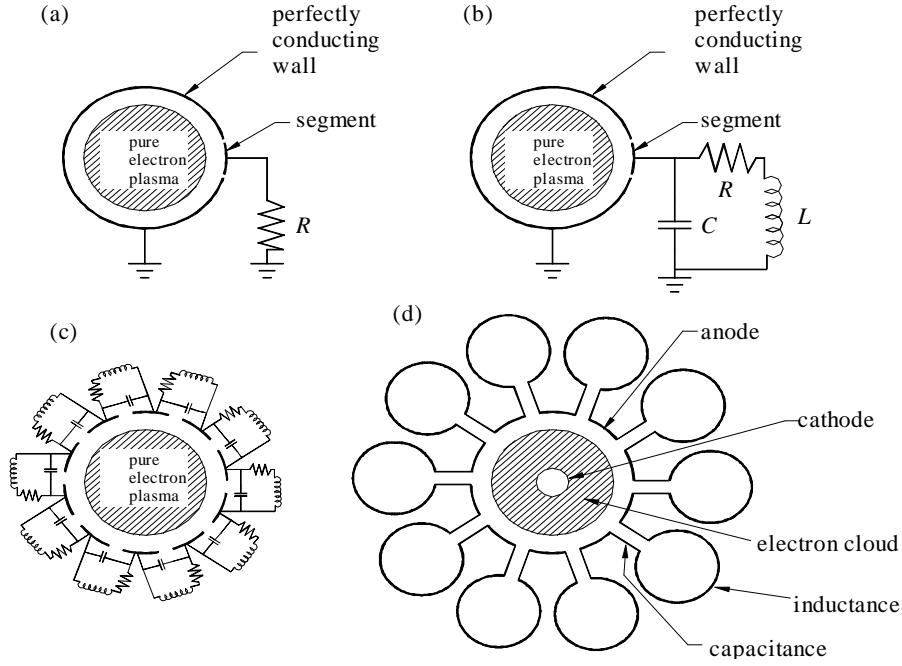 (a)
perfectly
conducting
wall
segment
pure
electron
plasma
R
(b)
perfectly
conducting
wall
segment
pure
electron
plasma
R
L
C
(c)
pure
electron
plasma
(d)
anode
cathode
electron cloud
inductance
capacitance